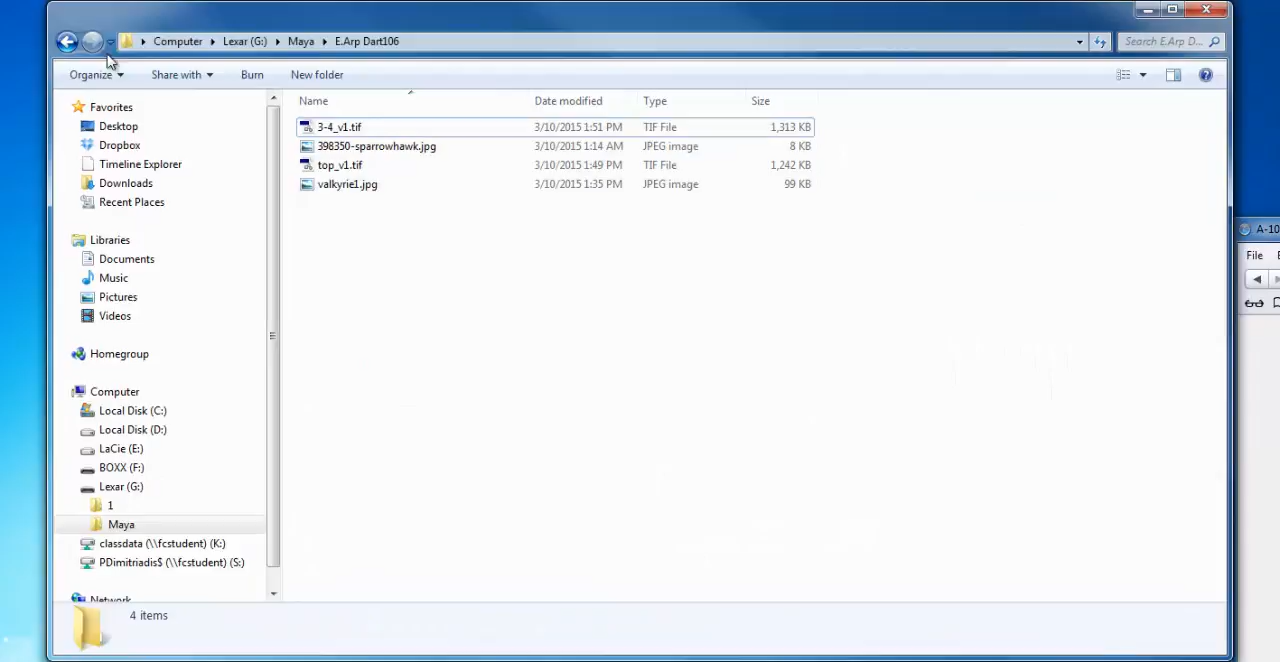 Computer Lexar (G:) Maya E.Arp Dart106 Search E.Arp D...
Organize Share with Burn New folder
Name Date modified Type Size
3-4_v1.tif 3/10/2015 1:51 PM TIF File 1,313 KB
398350-sparrowhawk.jpg 3/10/2015 1:14 AM JPEG image 8 KB
top_v1.tif 3/10/2015 1:49 PM TIF File 1,242 KB
valkyrie1.jpg 3/10/2015 1:35 PM JPEG image 99 KB
Favorites
Desktop
Dropbox
Timeline Explorer
Downloads
Recent Places
Libraries
Documents
Music
Pictures
Videos
Homegroup
Computer
Local Disk (C:)
Local Disk (D:)
LaCie (E:)
BOXX (F:)
Lexar (G:)
1
Maya
classdata (\\fcstudent) (K:)
PDimitriadis$ (\\fcstudent) (S:)
Network
4 items
A-10
File